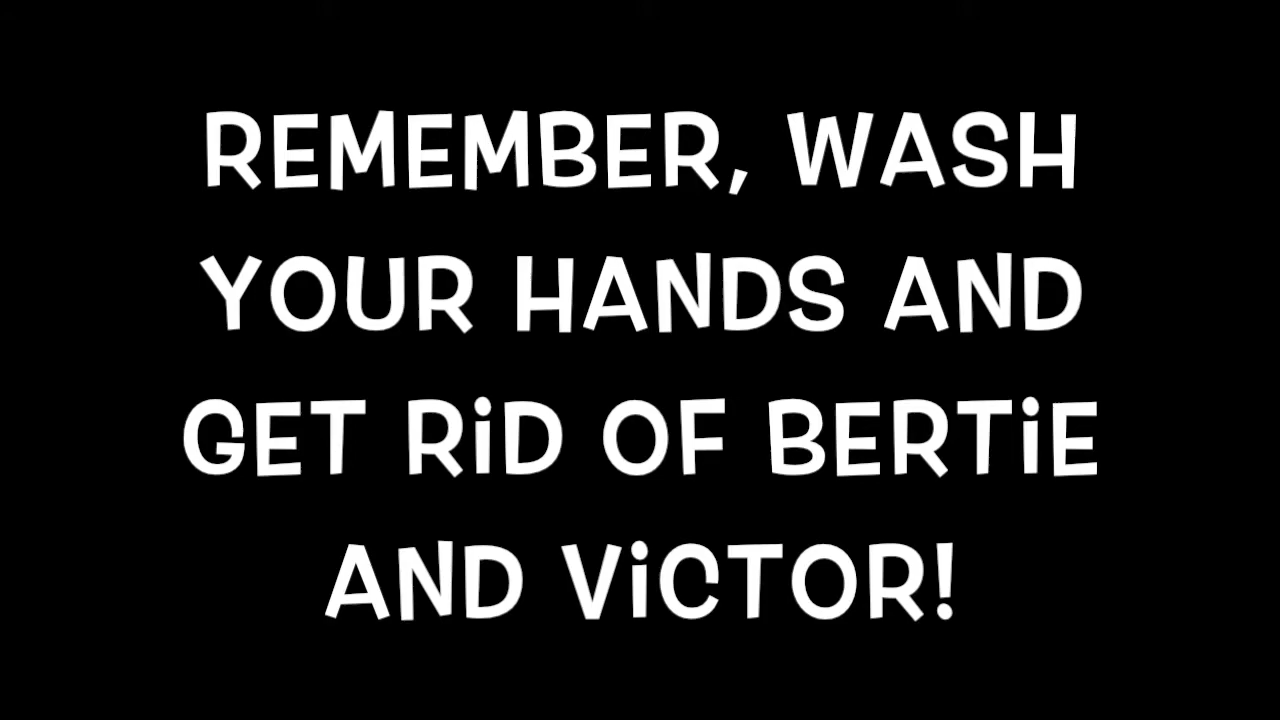 REMEMBER, WASH
YOUR HANDS AND
GET RiD OF BERTiE
AND ViCTOR!